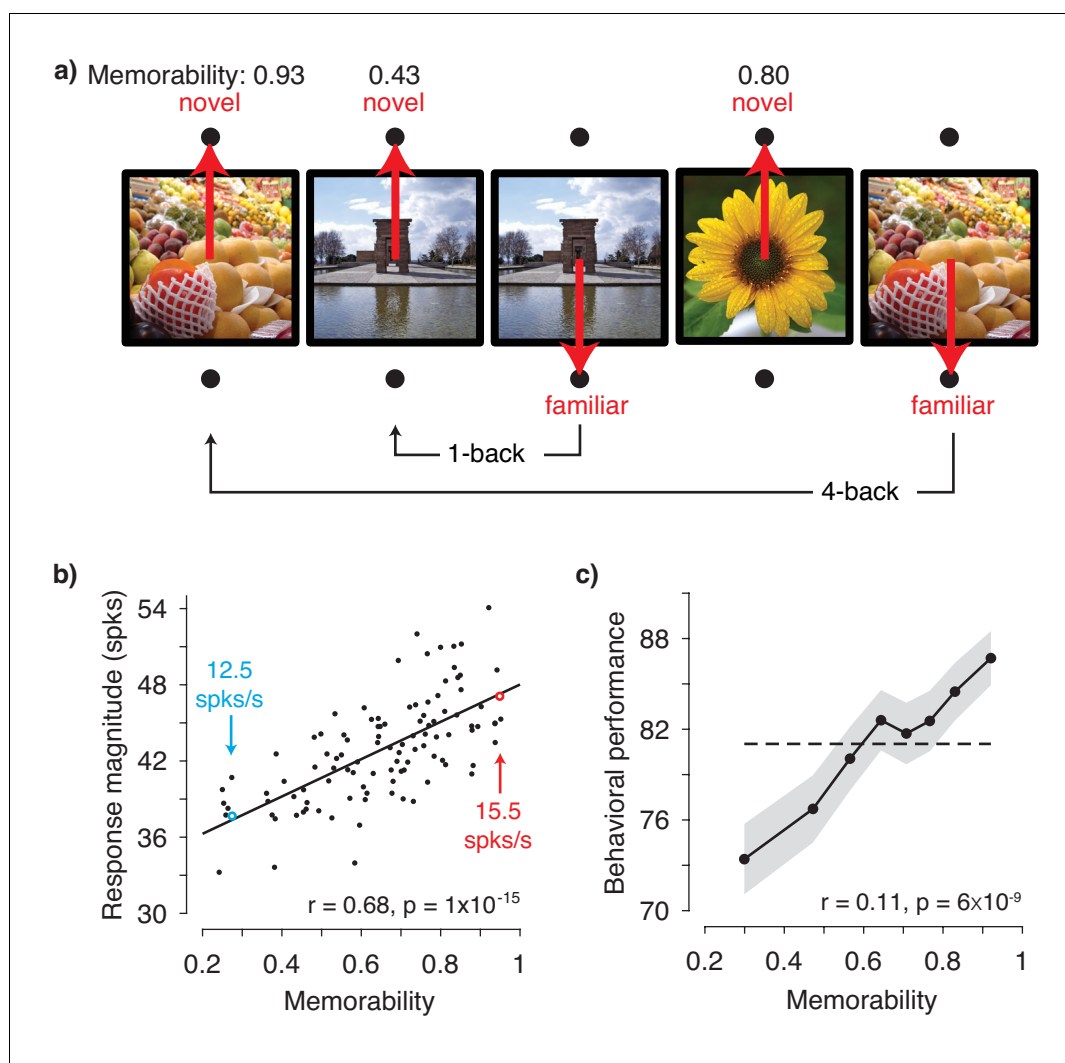 a) Memorability: 0.93 0.43 0.80
novel novel novel
familiar familiar
1-back
4-back
b)
Response magnitude (spks)
54
48
42
36
30
12.5
spks/s
15.5
spks/s
r = 0.68, p = 1x10⁻¹⁵
0.2 0.4 0.6 0.8 1
Memorability
c)
Behavioral performance
88
82
76
70
r = 0.11, p = 6×10⁻⁹
0.2 0.4 0.6 0.8 1
Memorability